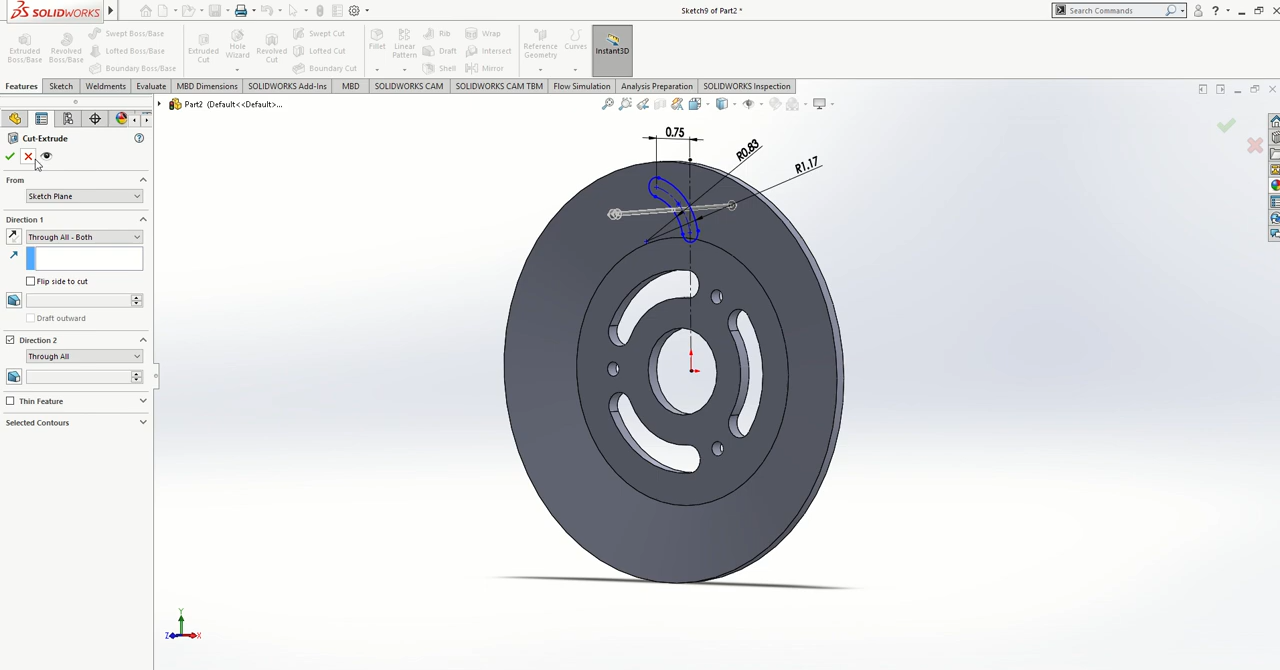 SOLIDWORKS
Sketch9 of Part2 *
Search Commands
?
Extruded Boss/Base
Revolved Boss/Base
Swept Boss/Base
Lofted Boss/Base
Boundary Boss/Base
Extruded Cut
Hole Wizard
Revolved Cut
Swept Cut
Lofted Cut
Boundary Cut
Fillet
Linear Pattern
Rib
Draft
Shell
Wrap
Intersect
Mirror
Reference Geometry
Curves
Instant3D
Features Sketch Weldments Evaluate MBD Dimensions SOLIDWORKS Add-Ins MBD SOLIDWORKS CAM SOLIDWORKS CAM TBM Flow Simulation Analysis Preparation SOLIDWORKS Inspection
Part2 (Default<<Default>...
Cut-Extrude
From
Sketch Plane
Direction 1
Through All - Both
Flip side to cut
Draft outward
Direction 2
Through All
Thin Feature
Selected Contours
0.75
R0.83
R1.17
Y
Z
X